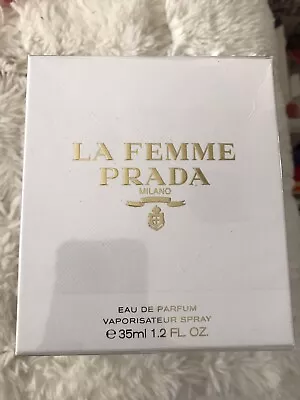 LA FEMME
PRADA
MILANO
EAU DE PARFUM
VAPORISATEUR SPRAY
℮ 35ml 1.2 FL. OZ.